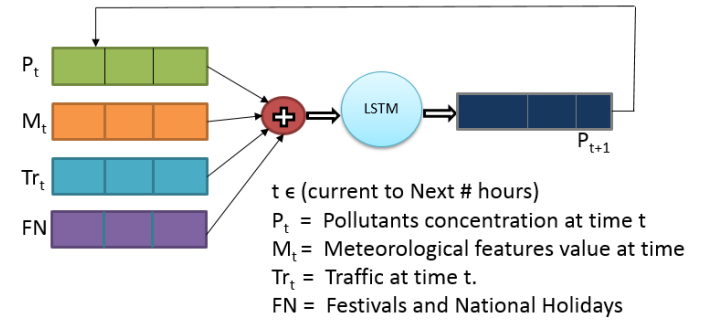 Pt
Mt
Trt
FN
+
LSTM
Pt+1
t ϵ (current to Next # hours)
Pt = Pollutants concentration at time t
Mt = Meteorological features value at time
Trt = Traffic at time t.
FN = Festivals and National Holidays